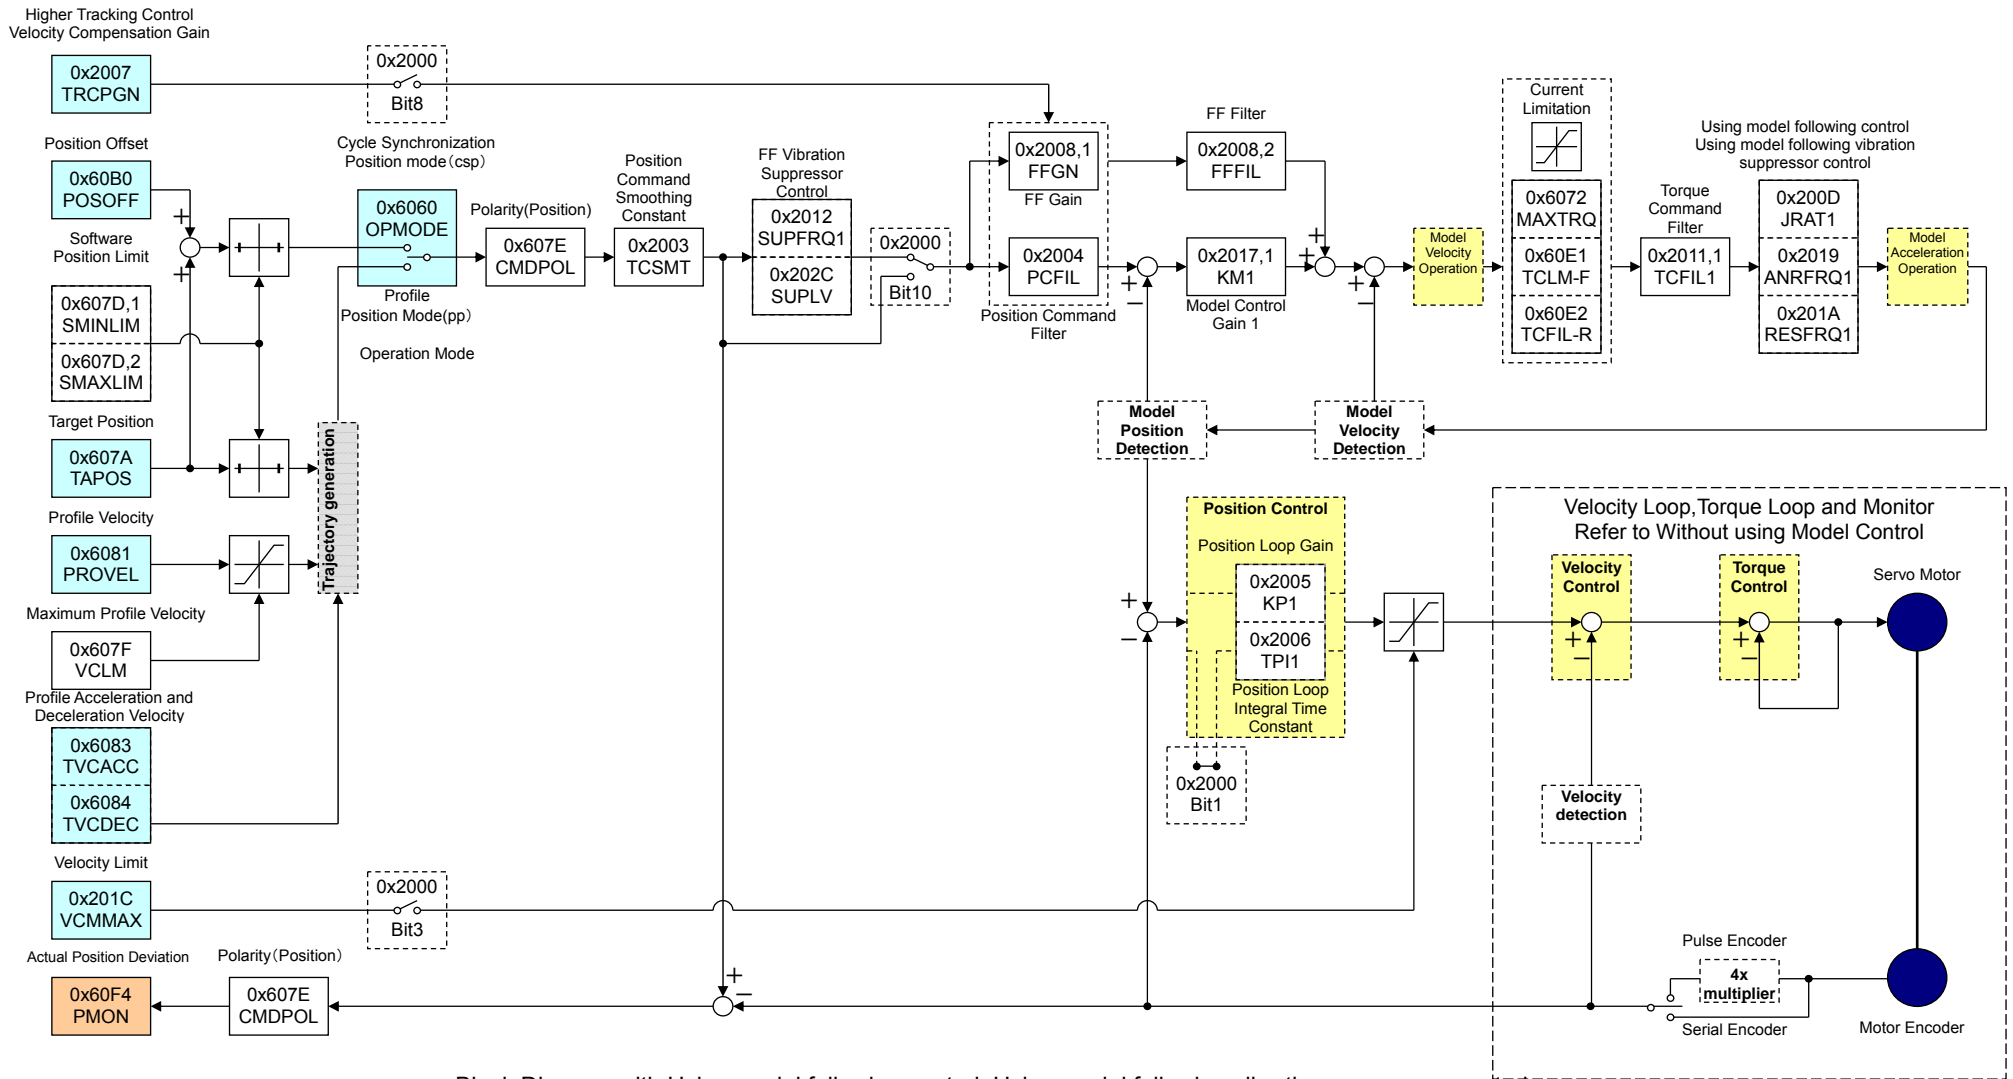 Higher Tracking Control
Velocity Compensation Gain
0x2007
TRCPGN
0x2000
Bit8
Position Offset
0x60B0
POSOFF
Software
Position Limit
0x607D,1
SMINLIM
0x607D,2
SMAXLIM
Target Position
0x607A
TAPOS
Profile Velocity
0x6081
PROVEL
Maximum Profile Velocity
0x607F
VCLM
Profile Acceleration and
Deceleration Velocity
0x6083
TVCACC
0x6084
TVCDEC
Velocity Limit
0x201C
VCMMAX
0x2000
Bit3
Actual Position Deviation
0x60F4
PMON
Polarity(Position)
0x607E
CMDPOL
Trajectory generation
Cycle Synchronization
Position mode(csp)
0x6060
OPMODE
Profile
Position Mode(pp)
Operation Mode
Polarity(Position)
0x607E
CMDPOL
Position
Command
Smoothing
Constant
0x2003
TCSMT
FF Vibration
Suppressor
Control
0x2012
SUPFRQ1
0x202C
SUPLV
0x2000
Bit10
0x2008,1
FFGN
FF Gain
0x2004
PCFIL
Position Command
Filter
FF Filter
0x2008,2
FFFIL
0x2017,1
KM1
Model Control
Gain 1
Model
Velocity
Operation
Current
Limitation
0x6072
MAXTRQ
0x60E1
TCLM-F
0x60E2
TCFIL-R
Torque
Command
Filter
0x2011,1
TCFIL1
Using model following control
Using model following vibration
suppressor control
0x200D
JRAT1
0x2019
ANRFRQ1
0x201A
RESFRQ1
Model
Acceleration
Operation
Model
Position
Detection
Model
Velocity
Detection
Position Control
Position Loop Gain
0x2005
KP1
0x2006
TPI1
Position Loop
Integral Time
Constant
0x2000
Bit1
Velocity Loop,Torque Loop and Monitor
Refer to Without using Model Control
Velocity
Control
Torque
Control
Servo Motor
Velocity
detection
Pulse Encoder
4x
multiplier
Serial Encoder
Motor Encoder